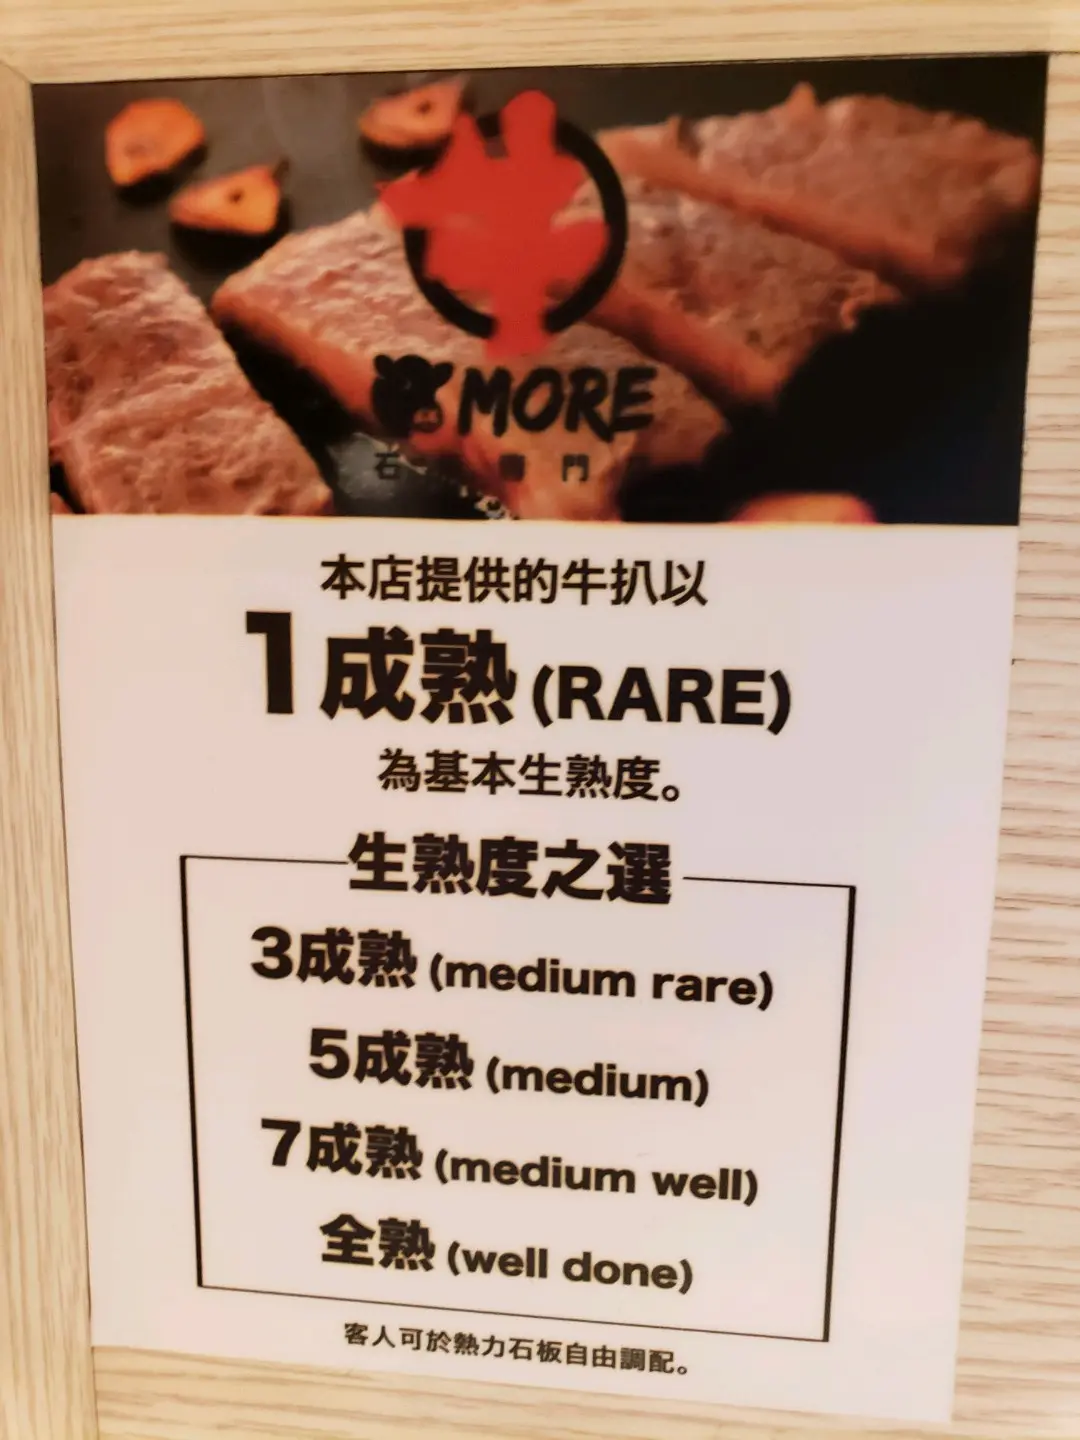 牛
MORE
石 專門
本店提供的牛扒以
1成熟(RARE)
為基本生熟度。
生熟度之選
3成熟 (medium rare)
5成熟 (medium)
7成熟 (medium well)
全熟 (well done)
客人可於熱力石板自由調配。